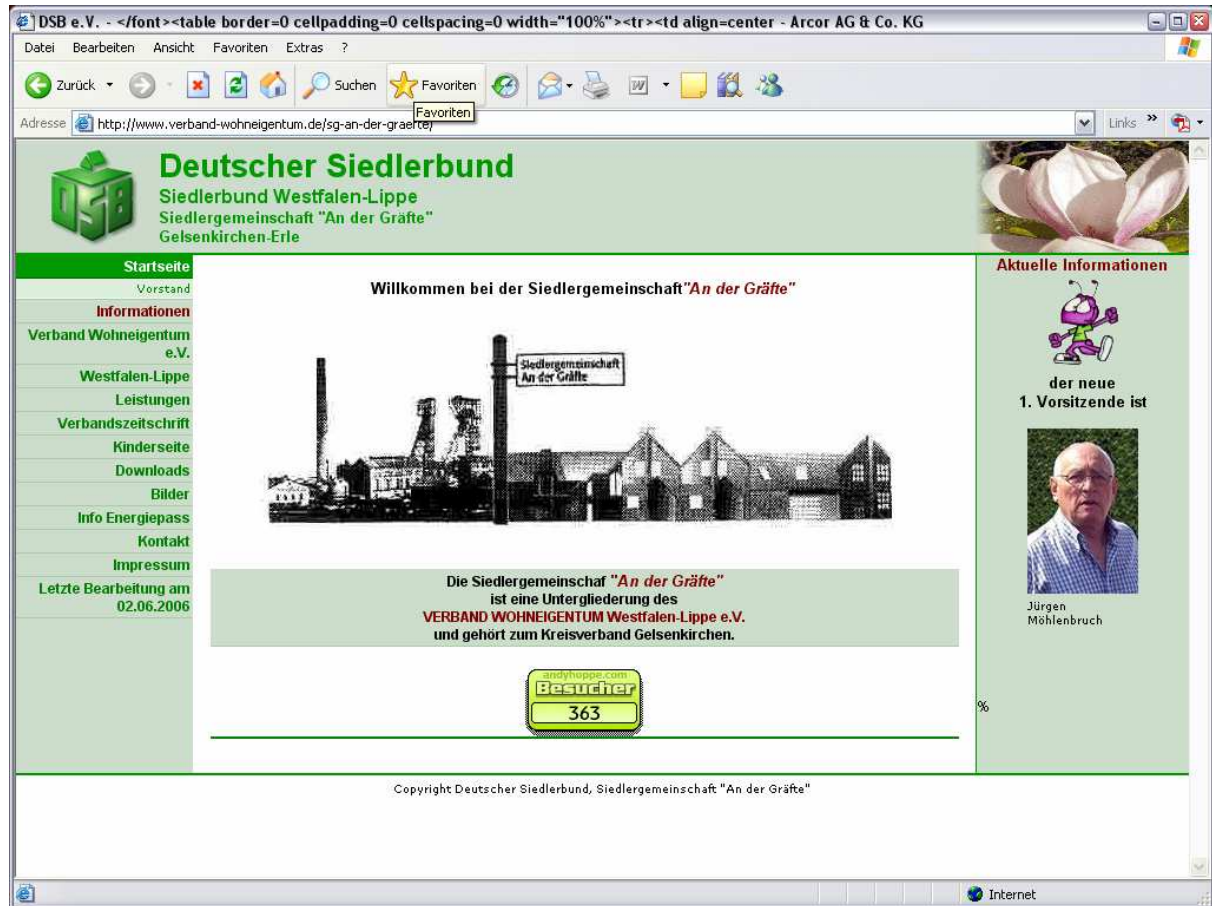 DSB e.V. - </font><table border=0 cellpadding=0 cellspacing=0 width="100%"><tr><td align=center - Arcor AG & Co. KG
Datei Bearbeiten Ansicht Favoriten Extras ?
Zurück Suchen Favoriten
Favoriten
Adresse http://www.verband-wohneigentum.de/sg-an-der-graefte/ Links »
DSB
Deutscher Siedlerbund
Siedlerbund Westfalen-Lippe
Siedlergemeinschaft "An der Gräfte"
Gelsenkirchen-Erle
Startseite
Vorstand
Informationen
Verband Wohneigentum
e.V.
Westfalen-Lippe
Leistungen
Verbandszeitschrift
Kinderseite
Downloads
Bilder
Info Energiepass
Kontakt
Impressum
Letzte Bearbeitung am
02.06.2006
Willkommen bei der Siedlergemeinschaft"An der Gräfte"
Siedlergemeinschaft
An der Gräfte
Die Siedlergemeinschaf "An der Gräfte"
ist eine Untergliederung des
VERBAND WOHNEIGENTUM Westfalen-Lippe e.V.
und gehört zum Kreisverband Gelsenkirchen.
andyhoppe.com
Besucher
363
Aktuelle Informationen
der neue
1. Vorsitzende ist
Jürgen
Möhlenbruch
%
Copyright Deutscher Siedlerbund, Siedlergemeinschaft "An der Gräfte"
Internet